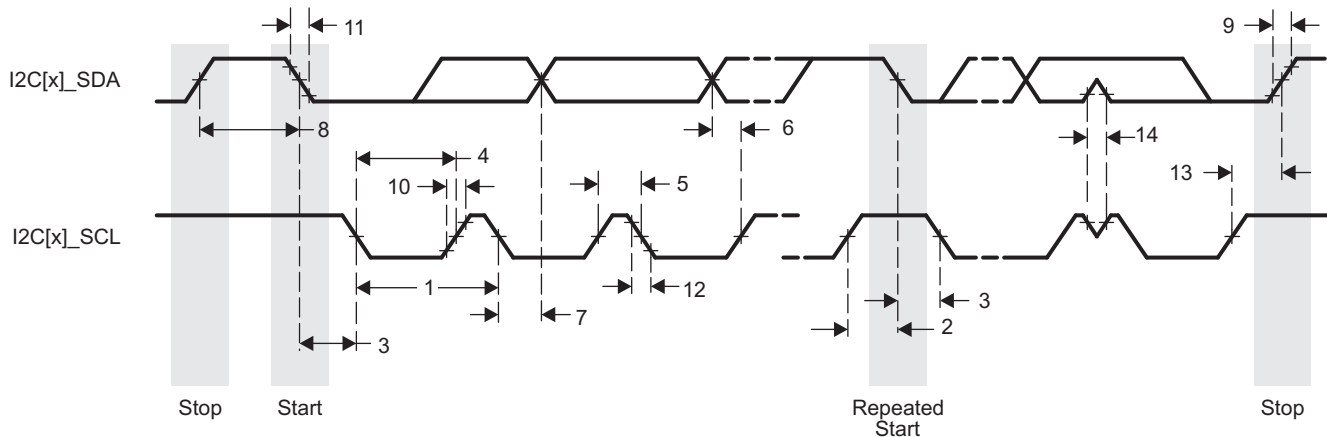 11
9
I2C[x]_SDA
8
6
14
4
10
5
13
I2C[x]_SCL
1
12
7
3
2
3
Stop
Start
Repeated
Start
Stop